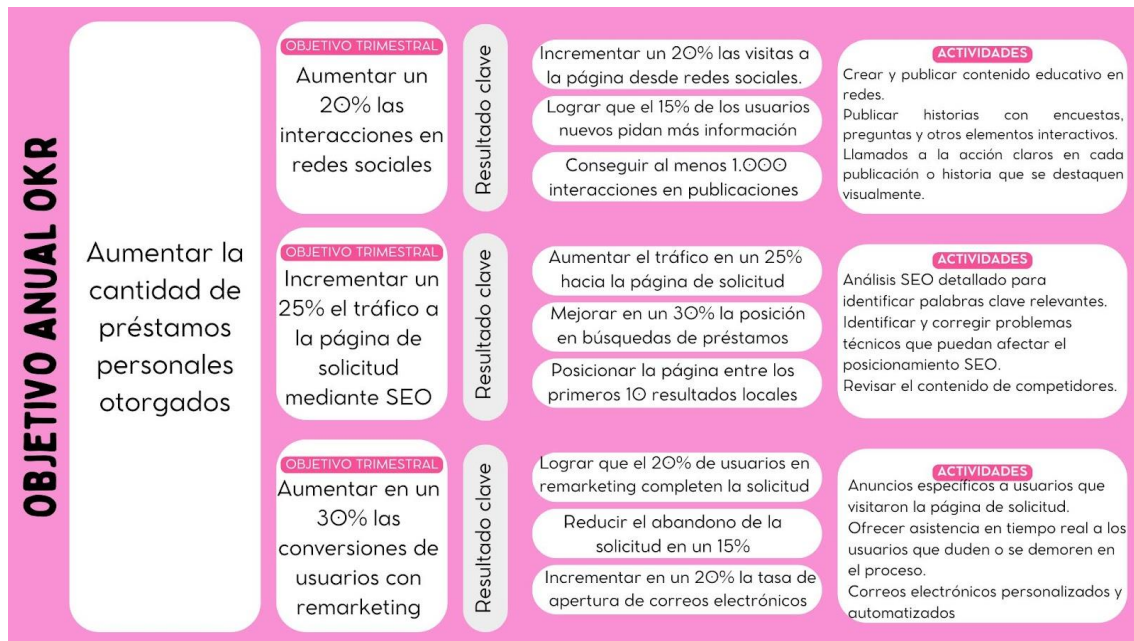 OBJETIVO ANUAL OKR
Aumentar la
cantidad de
préstamos
personales
otorgados
OBJETIVO TRIMESTRAL
Aumentar un
20% las
interacciones en
redes sociales
Resultado clave
Incrementar un 20% las visitas a
la página desde redes sociales.
Lograr que el 15% de los usuarios
nuevos pidan más información
Conseguir al menos 1.000
interacciones en publicaciones
ACTIVIDADES
Crear y publicar contenido educativo en
redes.
Publicar historias con encuestas,
preguntas y otros elementos interactivos.
Llamados a la acción claros en cada
publicación o historia que se destaquen
visualmente.
OBJETIVO TRIMESTRAL
Incrementar un
25% el tráfico a
la página de
solicitud
mediante SEO
Resultado clave
Aumentar el tráfico en un 25%
hacia la página de solicitud
Mejorar en un 30% la posición
en búsquedas de préstamos
Posicionar la página entre los
primeros 10 resultados locales
ACTIVIDADES
Análisis SEO detallado para
identificar palabras clave relevantes.
Identificar y corregir problemas
técnicos que puedan afectar el
posicionamiento SEO.
Revisar el contenido de competidores.
OBJETIVO TRIMESTRAL
Aumentar en un
30% las
conversiones de
usuarios con
remarketing
Resultado clave
Lograr que el 20% de usuarios en
remarketing completen la solicitud
Reducir el abandono de la
solicitud en un 15%
Incrementar en un 20% la tasa de
apertura de correos electrónicos
ACTIVIDADES
Anuncios específicos a usuarios que
visitaron la página de solicitud.
Ofrecer asistencia en tiempo real a los
usuarios que duden o se demoren en
el proceso.
Correos electrónicos personalizados y
automatizados